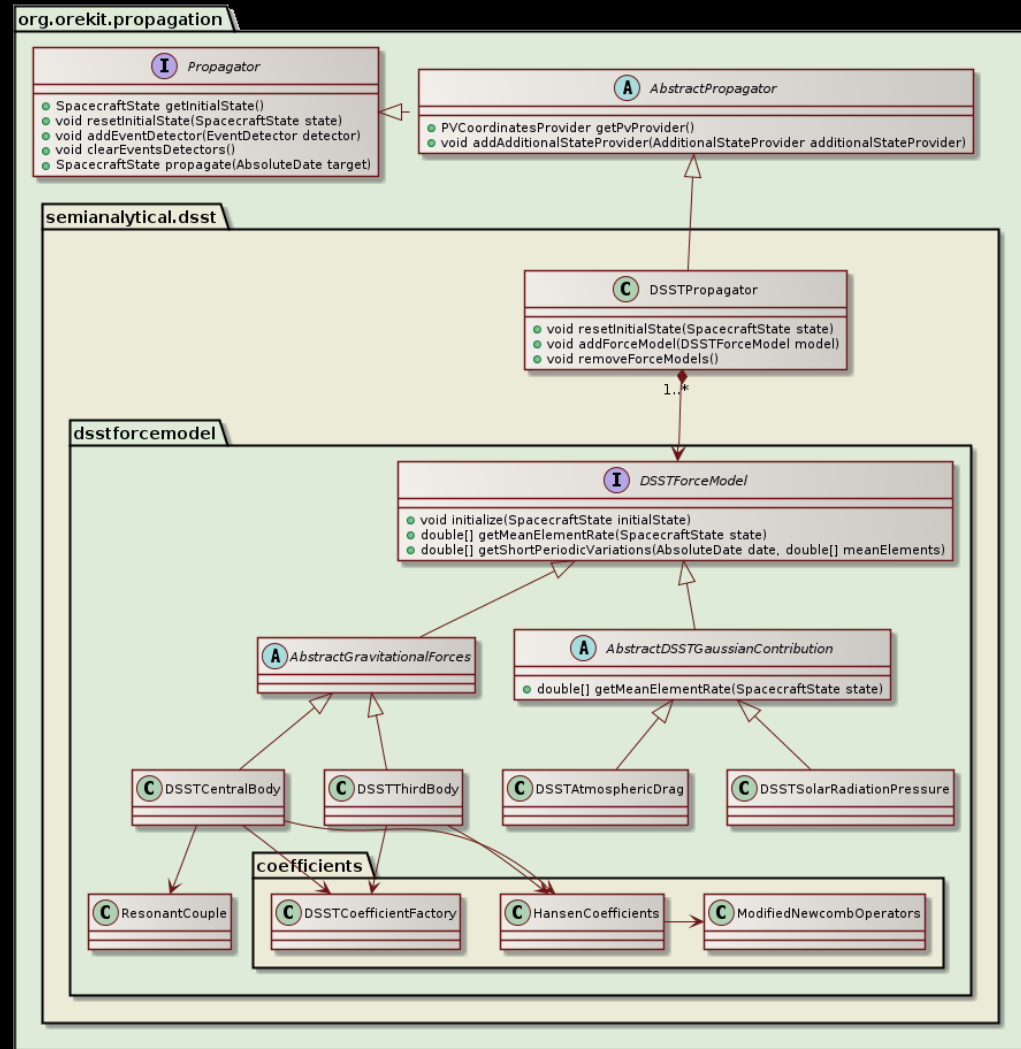 org.orekit.propagation
I Propagator
SpacecraftState getInitialState()
void resetInitialState(SpacecraftState state)
void addEventDetector(EventDetector detector)
void clearEventsDetectors()
SpacecraftState propagate(AbsoluteDate target)
A AbstractPropagator
PVCoordinatesProvider getPvProvider()
void addAdditionalStateProvider(AdditionalStateProvider additionalStateProvider)
semianalytical.dsst
C DSSTPropagator
void resetInitialState(SpacecraftState state)
void addForceModel(DSSTForceModel model)
void removeForceModels()
1..*
dsstforcemodel
I DSSTForceModel
void initialize(SpacecraftState initialState)
double[] getMeanElementRate(SpacecraftState state)
double[] getShortPeriodicVariations(AbsoluteDate date, double[] meanElements)
A AbstractGravitationalForces
A AbstractDSSTGaussianContribution
double[] getMeanElementRate(SpacecraftState state)
C DSSTCentralBody
C DSSTThirdBody
C DSSTAtmosphericDrag
C DSSTSolarRadiationPressure
coefficients
C ResonantCouple
C DSSTCoefficientFactory
C HansenCoefficients
C ModifiedNewcombOperators